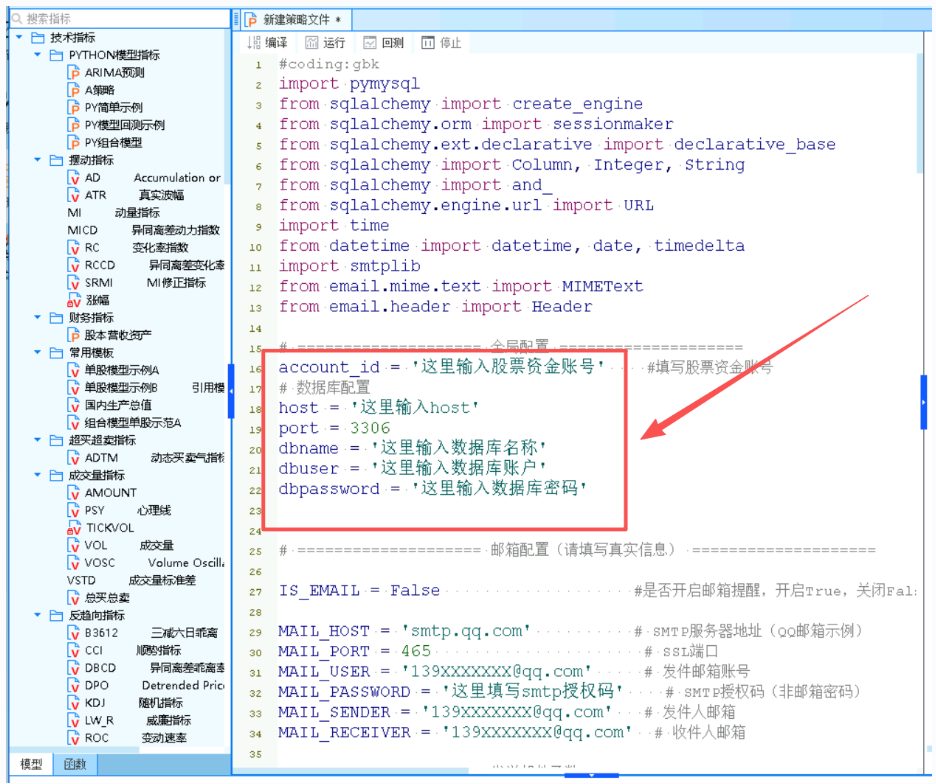 搜索指标
技术指标
PYTHON模型指标
ARIMA预测
A策略
PY简单示例
PY模型回测示例
PY组合模型
摆动指标
AD Accumulation or
ATR 真实波幅
MI 动量指标
MICD 异同离差动力指数
RC 变化率指数
RCCD 异同离差变化率
SRMI MI修正指标
涨幅
财务指标
股本营收资产
常用模板
单股模型示例A
单股模型示例B 引用模
国内生产总值
组合模型单股示范A
超买超卖指标
ADTM 动态买卖气指标
成交量指标
AMOUNT
PSY 心理线
TICKVOL
VOL 成交量
VOSC Volume Oscill
VSTD 成交量标准差
总买总卖
反趋向指标
B3612 三减六日乖离
CCI 顺势指标
DBCD 异同离差乖离率
DPO Detrended Pric
KDJ 随机指标
LW_R 威廉指标
ROC 变动速率
模型 函数
新建策略文件 *
编译 运行 回测 停止
1 #coding:gbk
2 import pymysql
3 from sqlalchemy import create_engine
4 from sqlalchemy.orm import sessionmaker
5 from sqlalchemy.ext.declarative import declarative_base
6 from sqlalchemy import Column, Integer, String
7 from sqlalchemy import and_
8 from sqlalchemy.engine.url import URL
9 import time
10 from datetime import datetime, date, timedelta
11 import smtplib
12 from email.mime.text import MIMEText
13 from email.header import Header
14
15 # ==================== 全局配置 ====================
16 account_id = '这里输入股票资金账号' #填写股票资金账号
17 # 数据库配置
18 host = '这里输入host'
19 port = 3306
20 dbname = '这里输入数据库名称'
21 dbuser = '这里输入数据库账户'
22 dbpassword = '这里输入数据库密码'
23
24
25 # ==================== 邮箱配置（请填写真实信息） ====================
26
27 IS_EMAIL = False #是否开启邮箱提醒，开启True，关闭Fal
28
29 MAIL_HOST = 'smtp.qq.com' # SMTP服务器地址（QQ邮箱示例）
30 MAIL_PORT = 465 # SSL端口
31 MAIL_USER = '139XXXXXXX@qq.com' # 发件邮箱账号
32 MAIL_PASSWORD = '这里填写smtp授权码' # SMTP授权码（非邮箱密码）
33 MAIL_SENDER = '139XXXXXXX@qq.com' # 发件人邮箱
34 MAIL_RECEIVER = '139XXXXXXX@qq.com' # 收件人邮箱
35